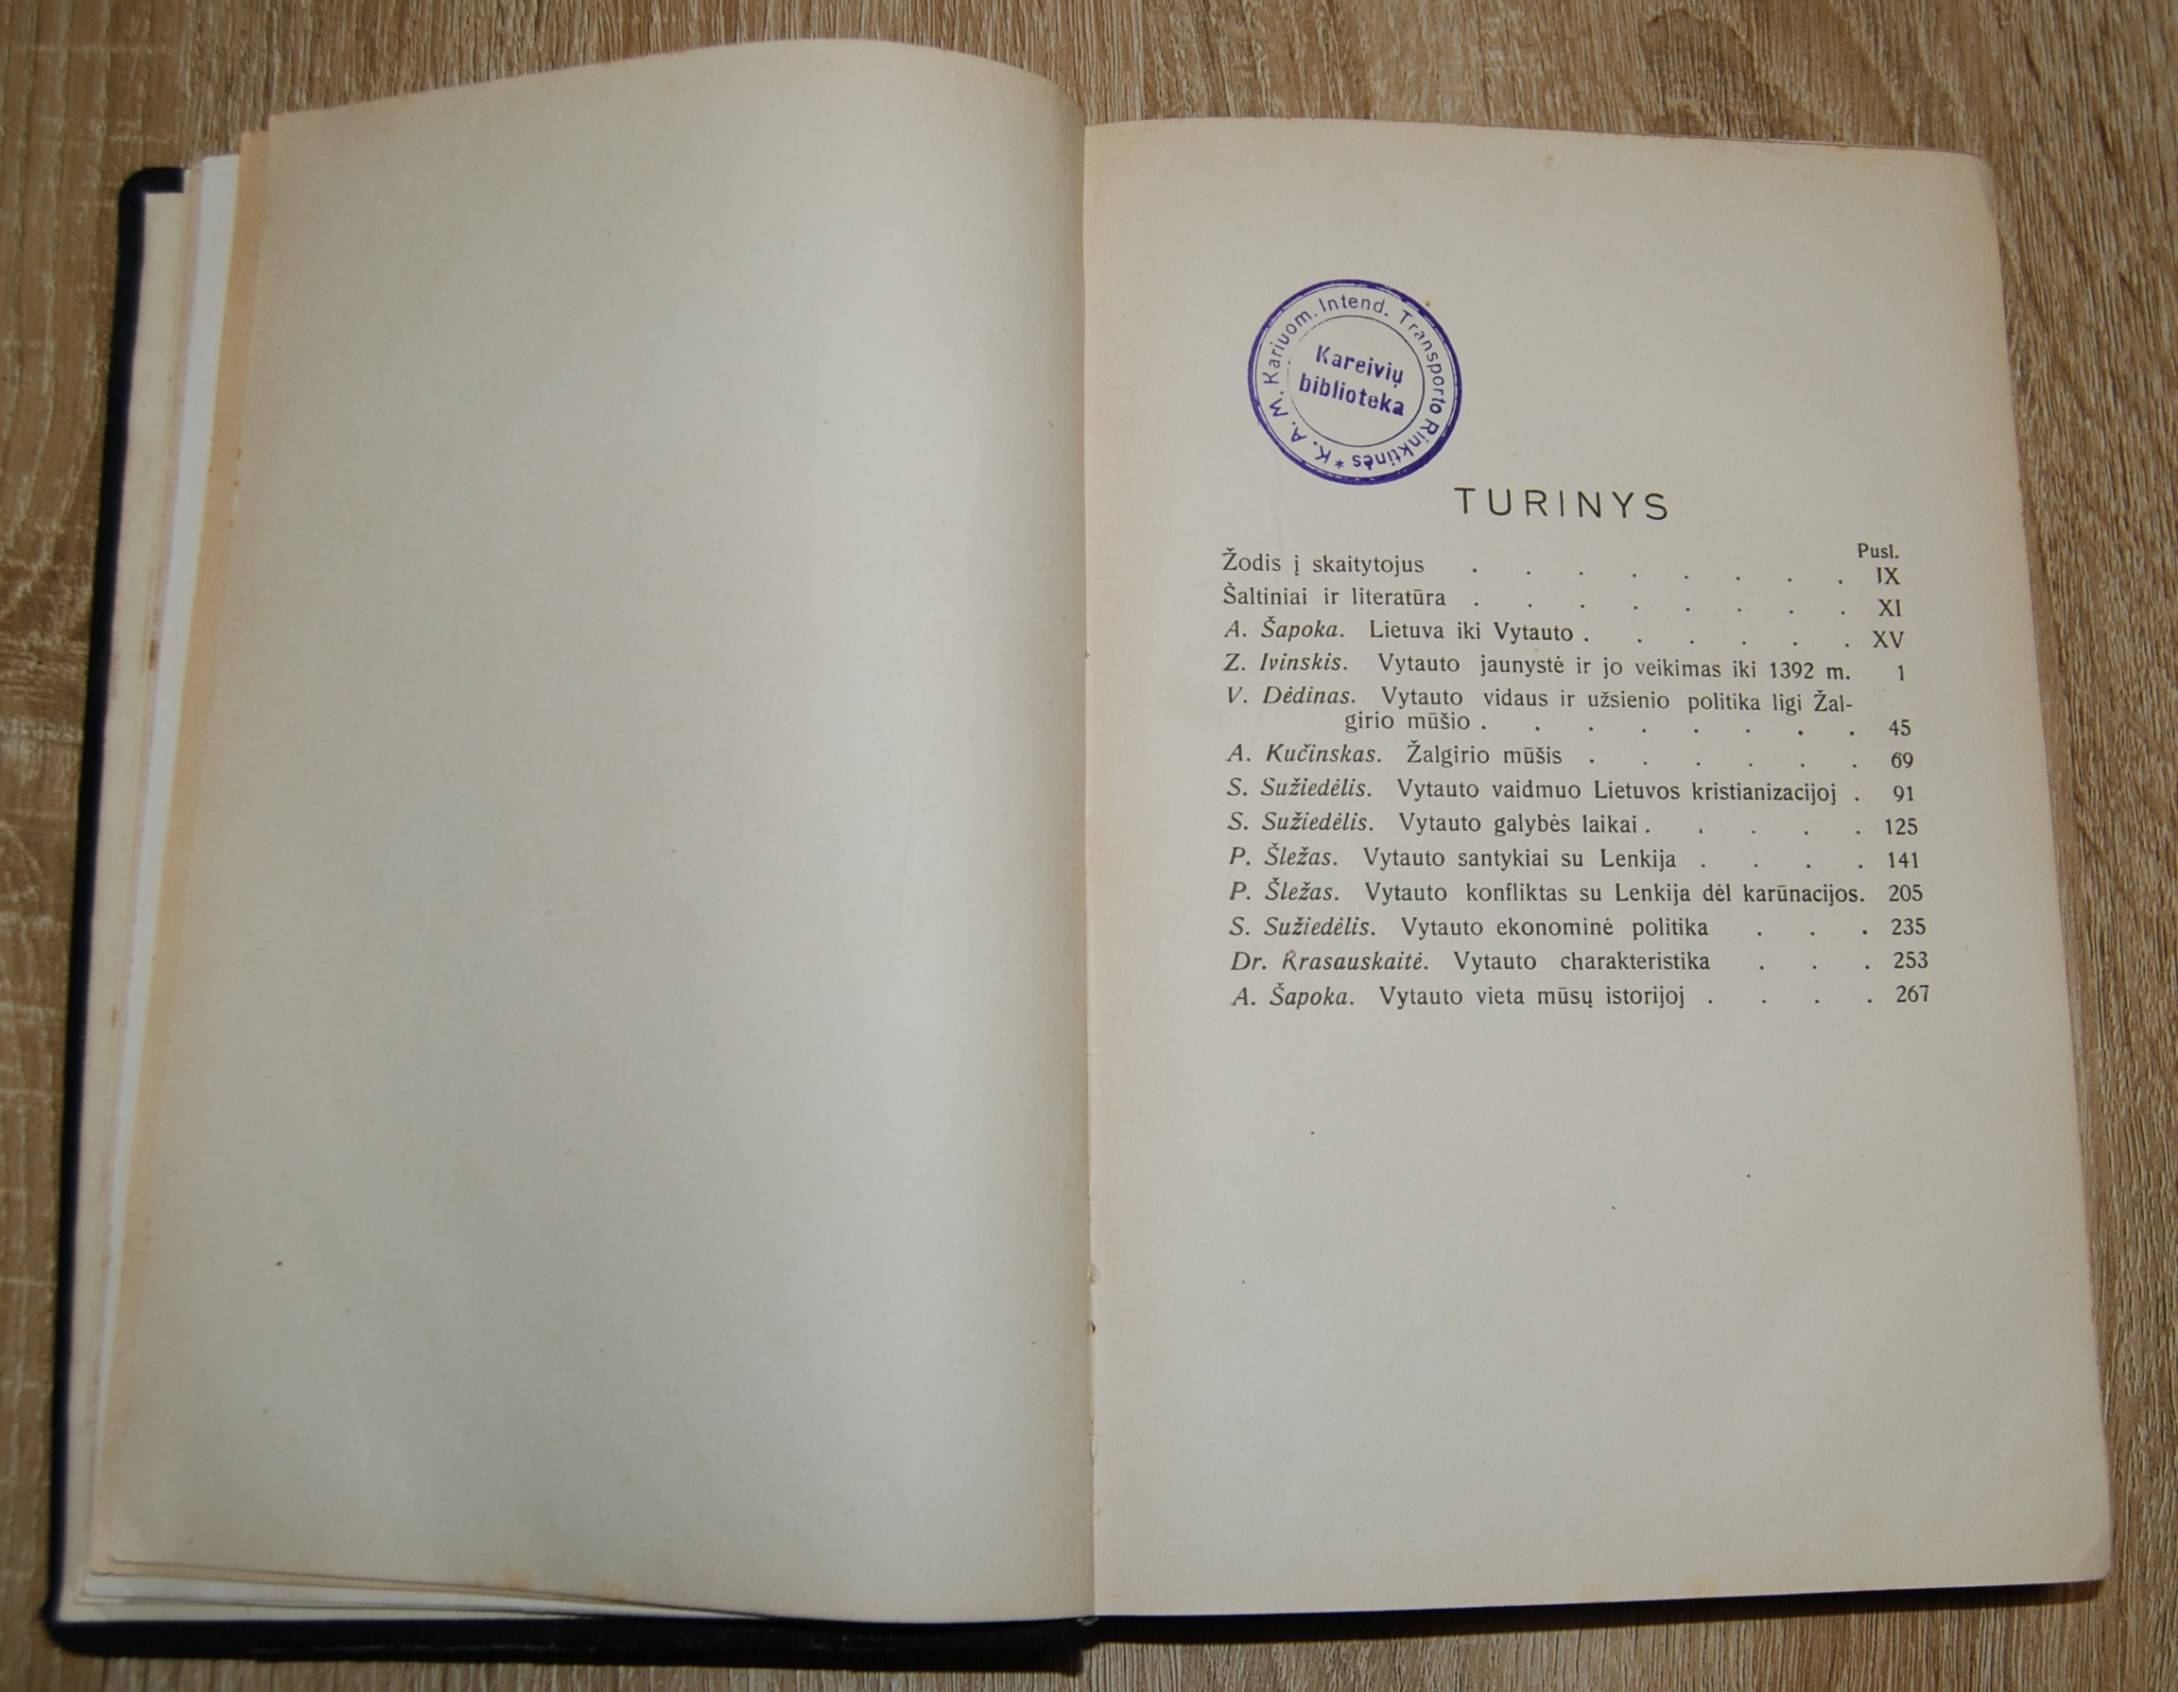 K. A. M. Kariuom. Intend. Transporto Rinktinės *
Kareivių
biblioteka
TURINYS
Pusl.
Žodis į skaitytojus . . . . . . . . IX
Šaltiniai ir literatūra . . . . . . . . XI
A. Šapoka. Lietuva iki Vytauto . . . . . . XV
Z. Ivinskis. Vytauto jaunystė ir jo veikimas iki 1392 m. 1
V. Dėdinas. Vytauto vidaus ir užsienio politika ligi Žal-
girio mūšio . . . . . . . . 45
A. Kučinskas. Žalgirio mūšis . . . . . . 69
S. Sužiedėlis. Vytauto vaidmuo Lietuvos kristianizacijoj . 91
S. Sužiedėlis. Vytauto galybės laikai . . . . . 125
P. Šležas. Vytauto santykiai su Lenkija . . . . 141
P. Šležas. Vytauto konfliktas su Lenkija dėl karūnacijos. 205
S. Sužiedėlis. Vytauto ekonominė politika . . . 235
Dr. Krasauskaitė. Vytauto charakteristika . . . 253
A. Šapoka. Vytauto vieta mūsų istorijoj . . . . 267